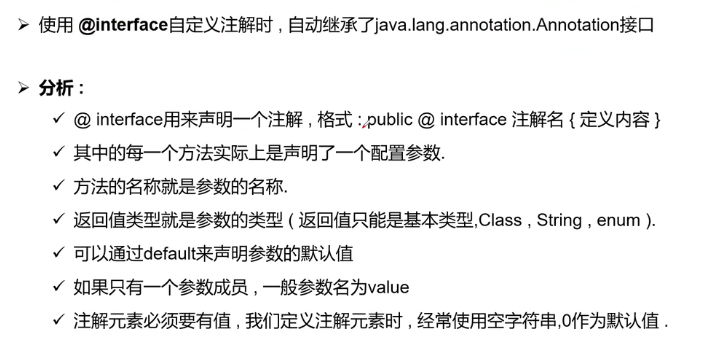 ➢ 使用 @interface自定义注解时 , 自动继承了java.lang.annotation.Annotation接口
➢ 分析 :
✓ @ interface用来声明一个注解 , 格式 : public @ interface 注解名 { 定义内容 }
✓ 其中的每一个方法实际上是声明了一个配置参数.
✓ 方法的名称就是参数的名称.
✓ 返回值类型就是参数的类型 ( 返回值只能是基本类型,Class , String , enum ).
✓ 可以通过default来声明参数的默认值
✓ 如果只有一个参数成员 , 一般参数名为value
✓ 注解元素必须要有值 , 我们定义注解元素时 , 经常使用空字符串,0作为默认值 .